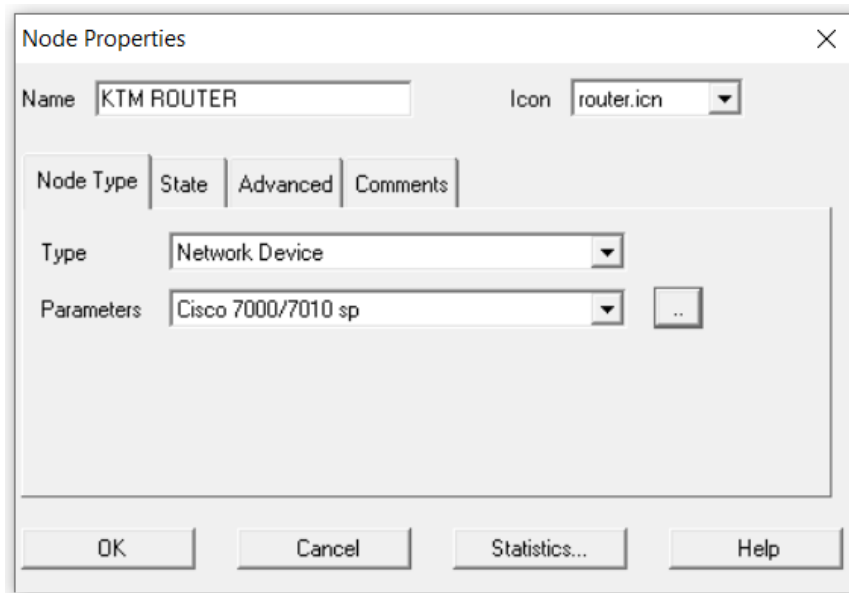 Node Properties
Name KTM ROUTER Icon router.icn
Node Type State Advanced Comments
Type Network Device
Parameters Cisco 7000/7010 sp ..
OK Cancel Statistics... Help